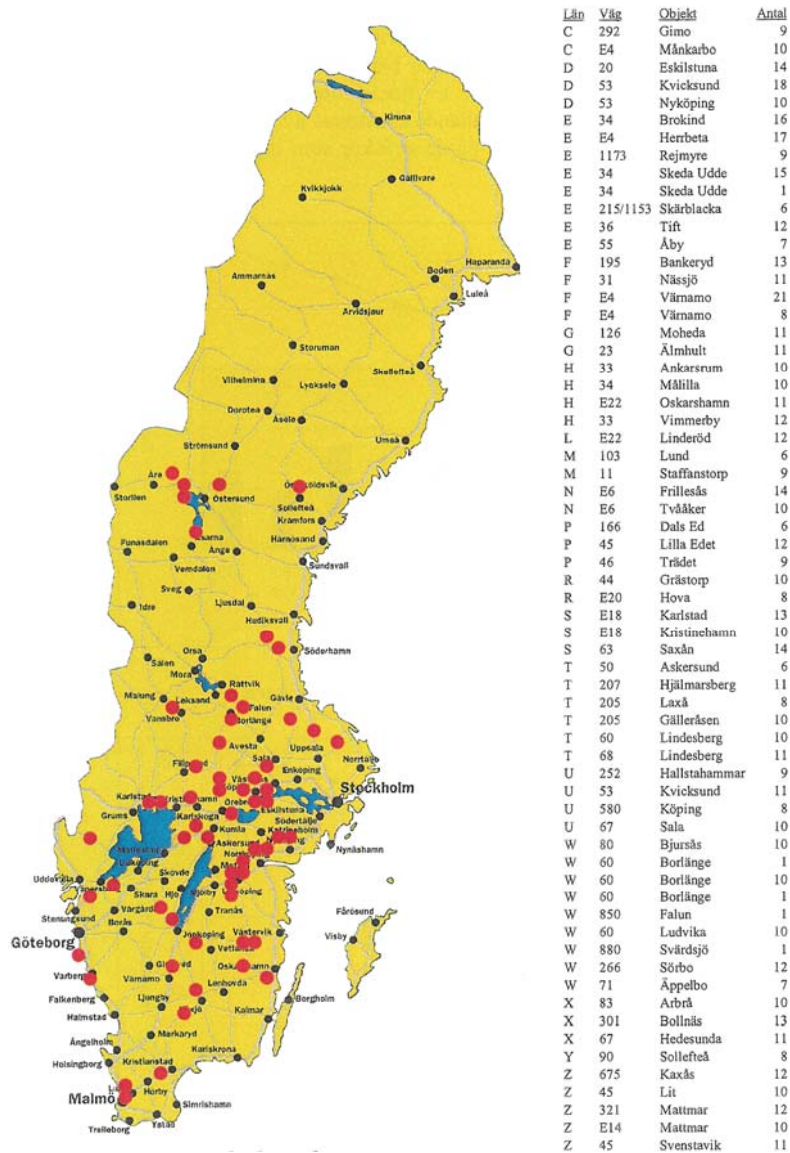 Kiruna
Gällivare
Kvikkjokk
Haparanda
Boden
Ammarnäs
Luleå
Arvidsjaur
Storuman
Skellefteå
Vilhelmina
Lycksele
Dorotea
Åsele
Umeå
Strömsund
Åre
Storlien
Östersund
Sollefteå
Kramfors
Härnösand
Funasdalen
Ånge
Vemdalen
Sundsvall
Sveg
Ljusdal
Idre
Hudiksvall
Orsa
Söderhamn
Sälen
Mora
Rättvik
Malung
Leksand
Gävle
Falun
Vansbro
Borlänge
Avesta
Uppsala
Sala
Norrtälje
Enköping
Karlstad
Stockholm
Grums
Karlskoga
Örebro
Eskilstuna
Södertälje
Kumla
Katrineholm
Askersund
Nynäshamn
Mariestad
Uddevalla
Skövde
Skara
Hjo
Mjölby
Stenungsund
Vårgårda
Tranås
Fårösund
Borås
Göteborg
Jönköping
Västervik
Visby
Vetlanda
Varberg
Värnamo
Lenhovda
Falkenberg
Ljungby
Borgholm
Halmstad
Kalmar
Markaryd
Ängelholm
Karlskrona
Helsingborg
Kristianstad
Malmö
Hörby
Simrishamn
Trelleborg
Ystad
Län Väg Objekt Antal
C 292 Gimo 9
C E4 Månkarbo 10
D 20 Eskilstuna 14
D 53 Kvicksund 18
D 53 Nyköping 10
E 34 Brokind 16
E E4 Herrbeta 17
E 1173 Rejmyre 9
E 34 Skeda Udde 15
E 34 Skeda Udde 1
E 215/1153 Skärblacka 6
E 36 Tift 12
E 55 Åby 7
F 195 Bankeryd 13
F 31 Nässjö 11
F E4 Värnamo 21
F E4 Värnamo 8
G 126 Moheda 11
G 23 Älmhult 11
H 33 Ankarsrum 10
H 34 Målilla 10
H E22 Oskarshamn 11
H 33 Vimmerby 12
L E22 Linderöd 12
M 103 Lund 6
M 11 Staffanstorp 9
N E6 Frillesås 14
N E6 Tvååker 10
P 166 Dals Ed 6
P 45 Lilla Edet 12
P 46 Trädet 9
R 44 Grästorp 10
R E20 Hova 8
S E18 Karlstad 13
S E18 Kristinehamn 10
S 63 Saxån 14
T 50 Askersund 6
T 207 Hjälmarsberg 11
T 205 Laxå 8
T 205 Gälleråsen 10
T 60 Lindesberg 10
T 68 Lindesberg 11
U 252 Hallstahammar 9
U 53 Kvicksund 11
U 580 Köping 8
U 67 Sala 10
W 80 Bjursås 10
W 60 Borlänge 1
W 60 Borlänge 10
W 60 Borlänge 1
W 850 Falun 1
W 60 Ludvika 10
W 880 Svärdsjö 1
W 266 Sörbo 12
W 71 Äppelbo 7
X 83 Arbrå 10
X 301 Bollnäs 13
X 67 Hedesunda 11
Y 90 Sollefteå 8
Z 675 Kaxås 12
Z 45 Lit 10
Z 321 Mattmar 12
Z E14 Mattmar 10
Z 45 Svenstavik 11